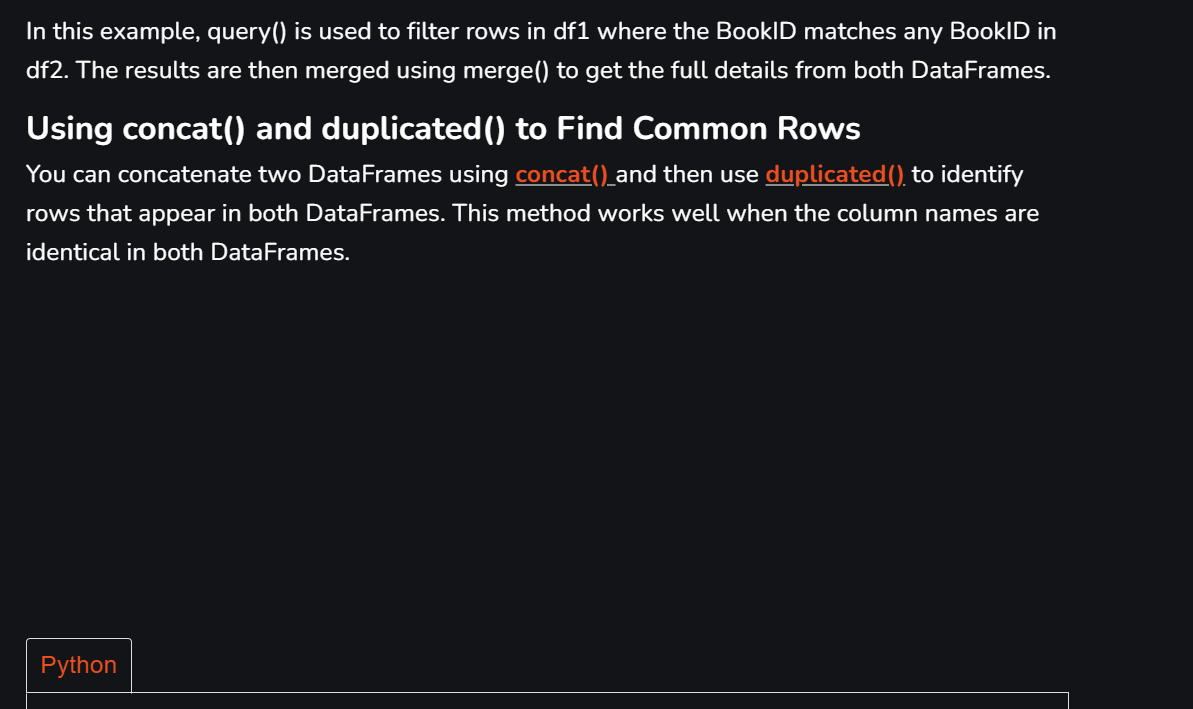 In this example, query() is used to filter rows in df1 where the BookID matches any BookID in
df2. The results are then merged using merge() to get the full details from both DataFrames.
Using concat() and duplicated() to Find Common Rows
You can concatenate two DataFrames using concat() and then use duplicated() to identify
rows that appear in both DataFrames. This method works well when the column names are
identical in both DataFrames.
Python